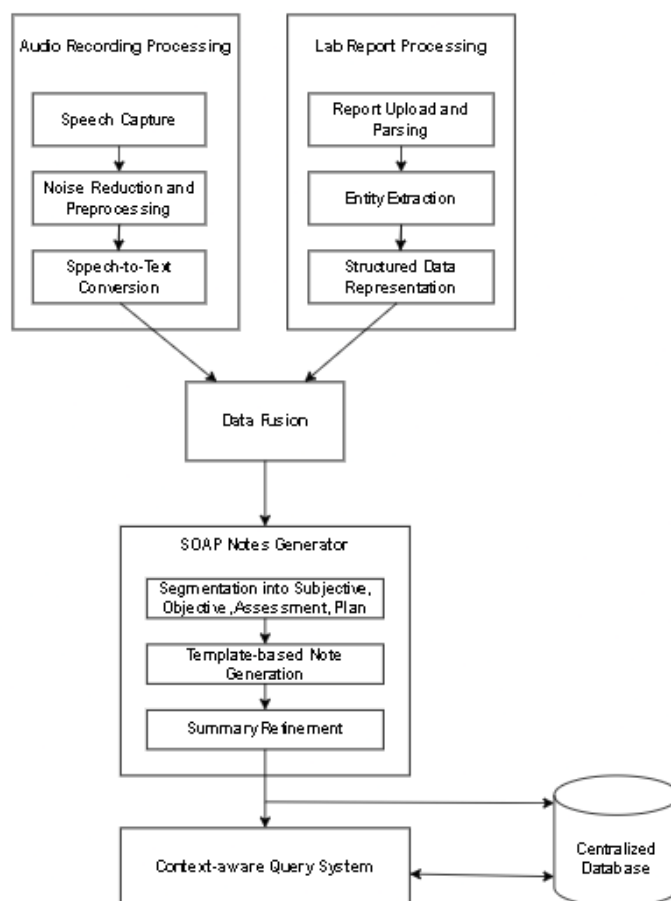 Audio Recording Processing
Speech Capture
Noise Reduction and
Preprocessing
Sppech-to-Text
Conversion
Lab Report Processing
Report Upload and
Parsing
Entity Extraction
Structured Data
Representation
Data Fusion
SOAP Notes Generator
Segmentation into Subjective,
Objective ,Assessment, Plan
Template-based Note
Generation
Summary Refinement
Context-aware Query System
Centralized
Database